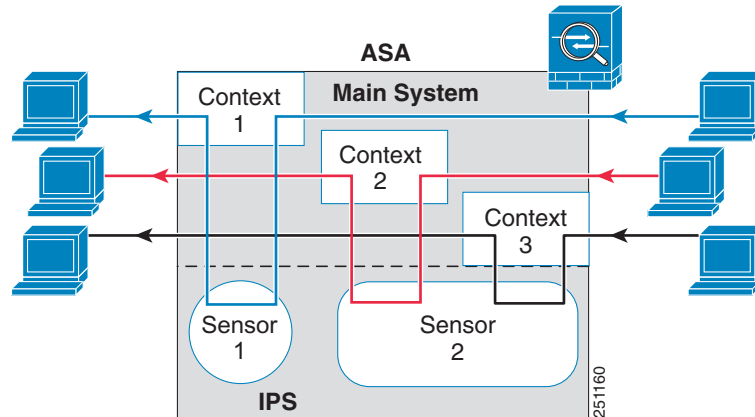 ASA
Main System
Context
1
Context
2
Context
3
Sensor
1
Sensor
2
IPS
251160